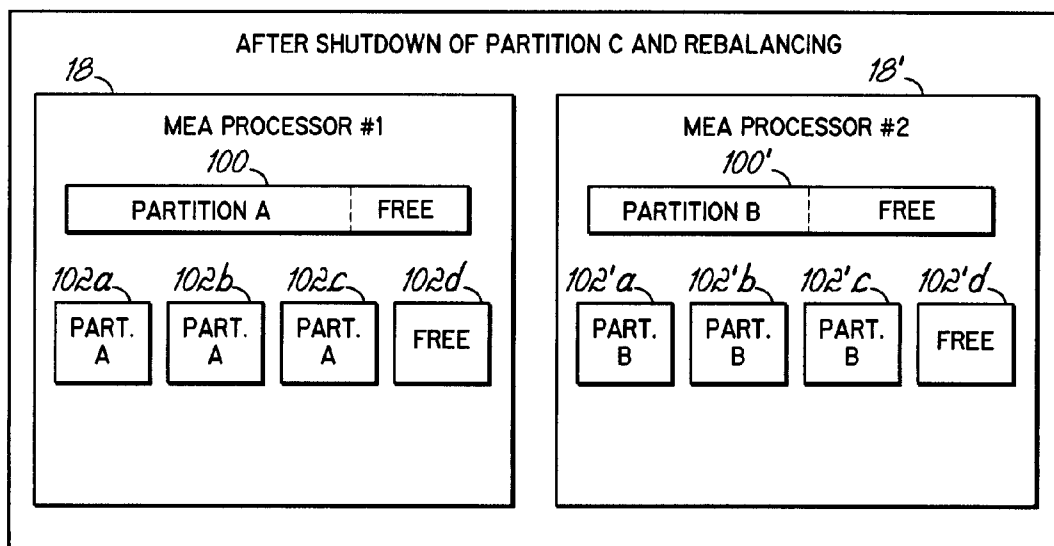 AFTER SHUTDOWN OF PARTITION C AND REBALANCING
18
18'
MEA PROCESSOR #1
MEA PROCESSOR #2
100
100'
PARTITION A
FREE
PARTITION B
FREE
102a
102b
102c
102d
102'a
102'b
102'c
102'd
PART.
A
PART.
A
PART.
A
FREE
PART.
B
PART.
B
PART.
B
FREE